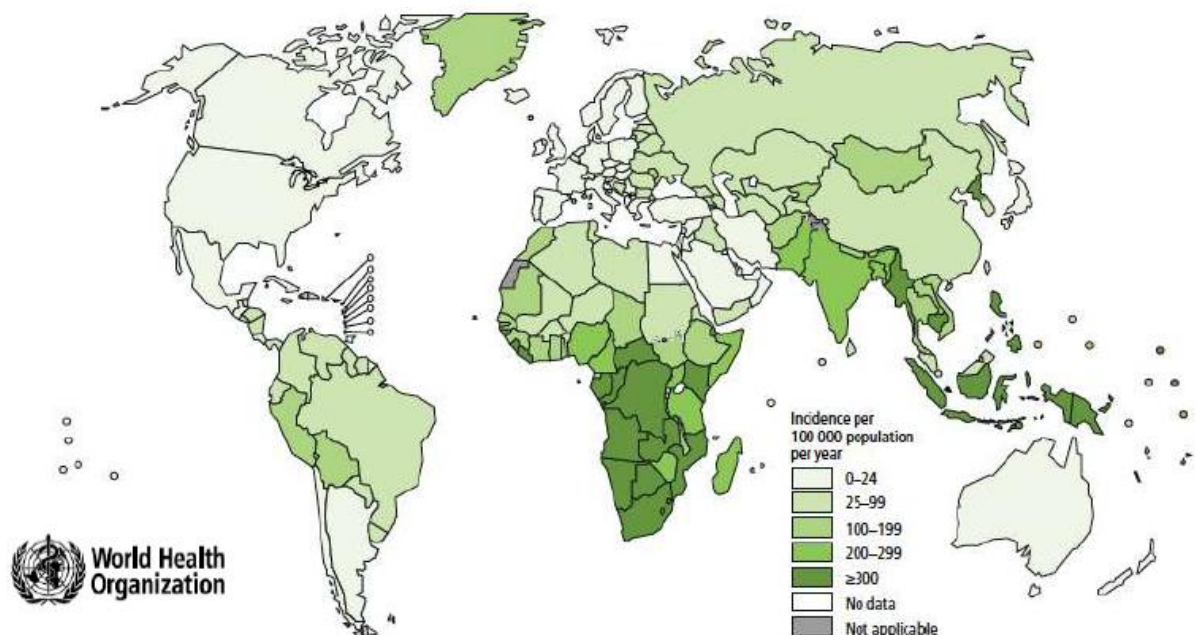 Incidence per
100 000 population
per year
0–24
25–99
100–199
200–299
≥300
No data
Not applicable
World Health
Organization